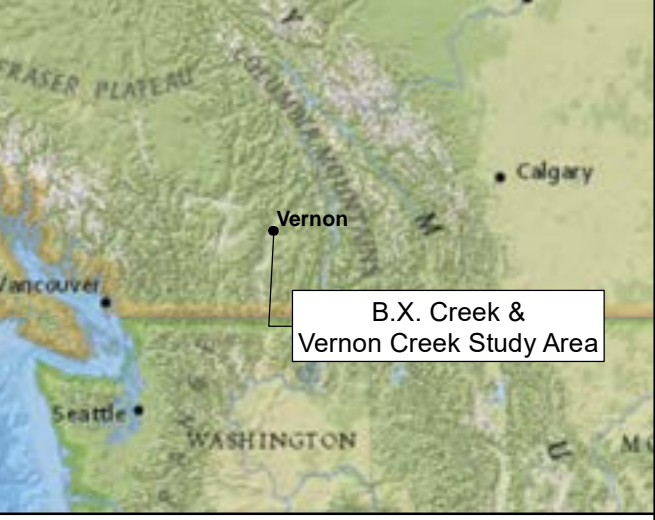 Y
FRASER PLATEAU
COLUMBIA MOUNTAINS
Calgary
Vernon
M
Vancouver
B.X. Creek &
Vernon Creek Study Area
Seattle
WASHINGTON
U
M